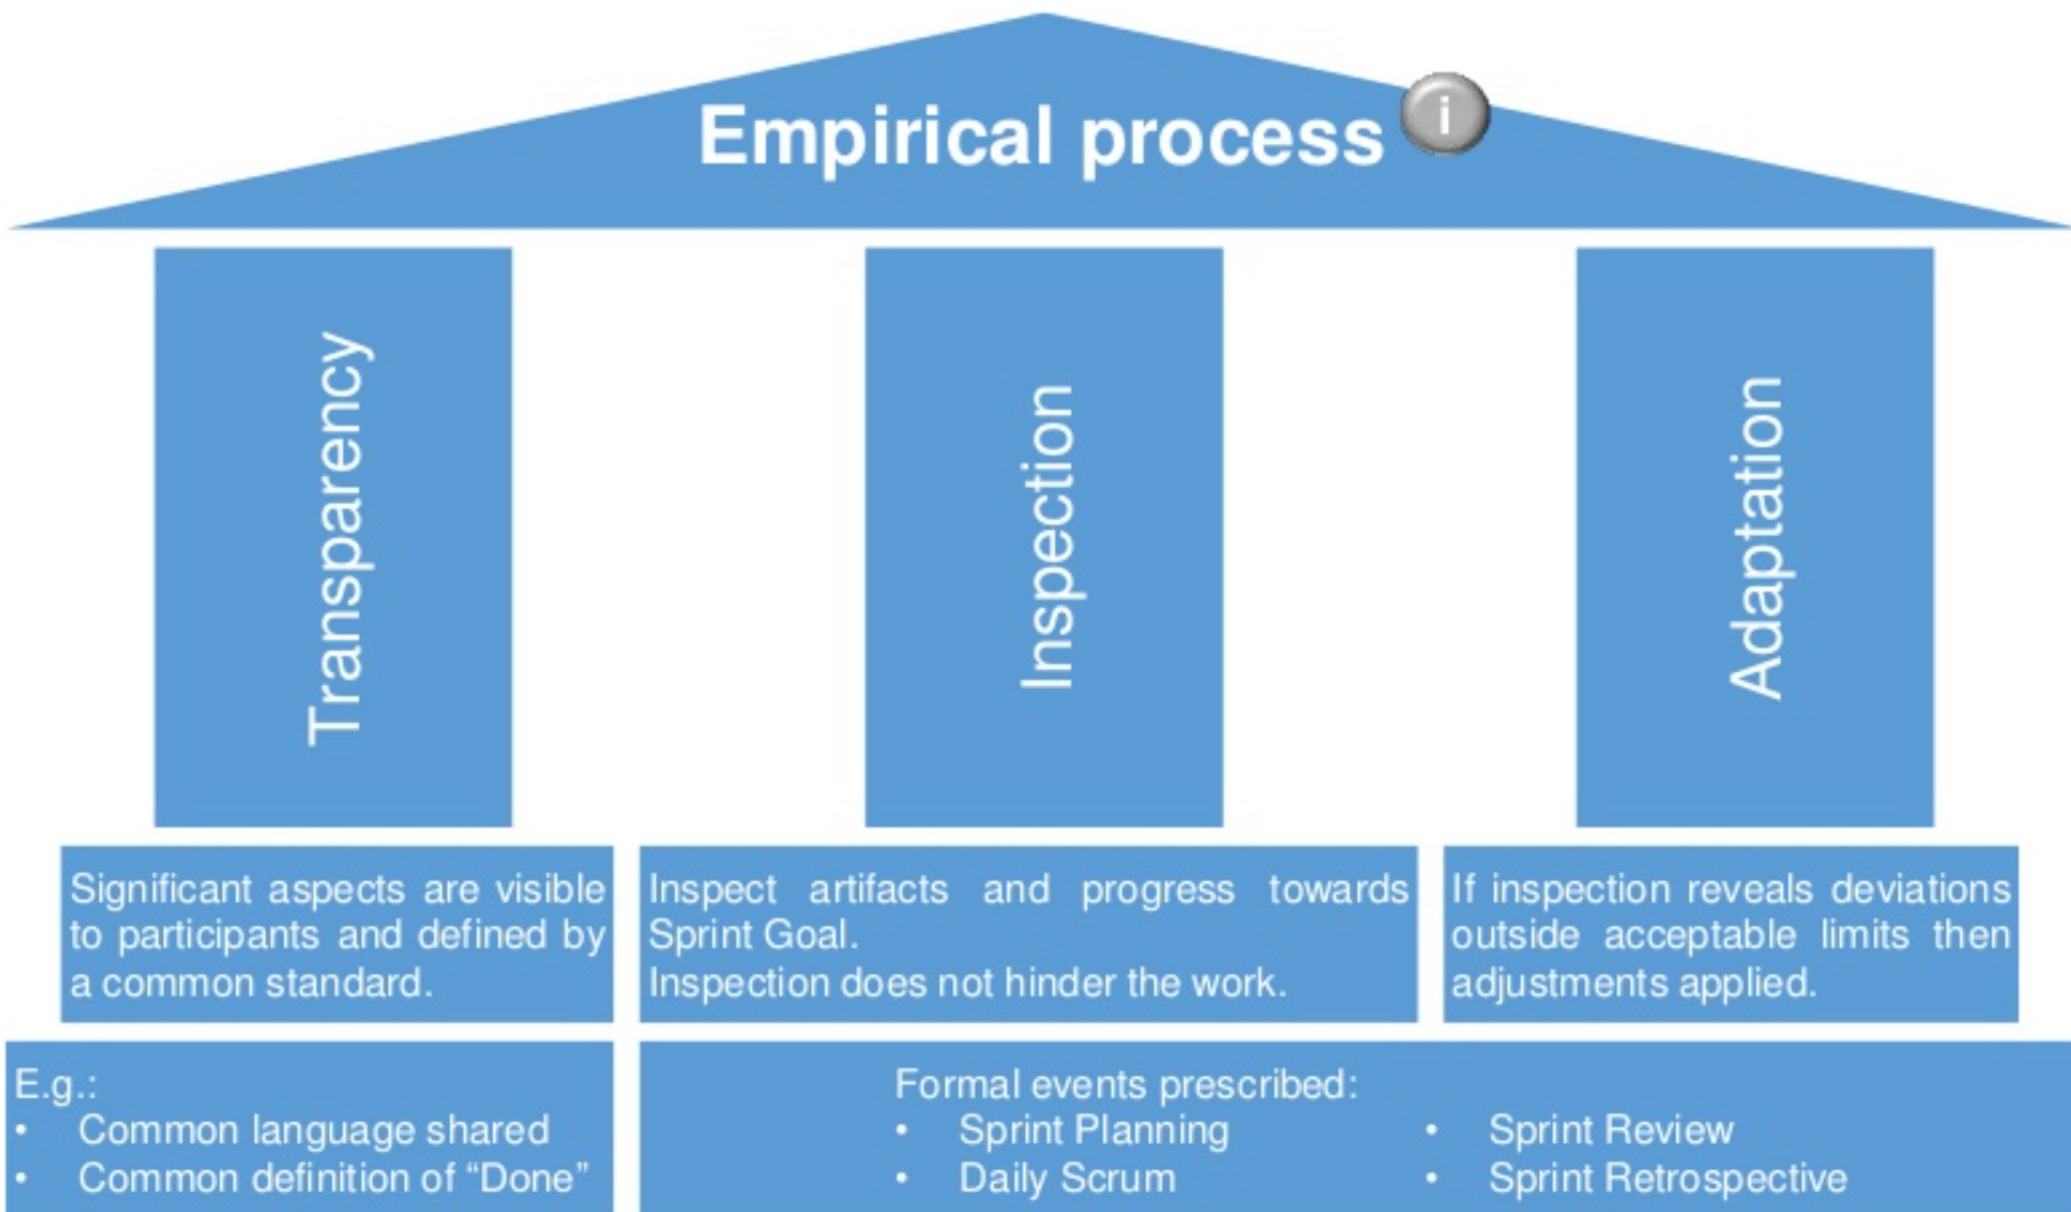 Empirical process
i
Transparency
Inspection
Adaptation
Significant aspects are visible
to participants and defined by
a common standard.
Inspect artifacts and progress towards
Sprint Goal.
Inspection does not hinder the work.
If inspection reveals deviations
outside acceptable limits then
adjustments applied.
E.g.:
• Common language shared
• Common definition of “Done”
Formal events prescribed:
• Sprint Planning
• Daily Scrum
• Sprint Review
• Sprint Retrospective